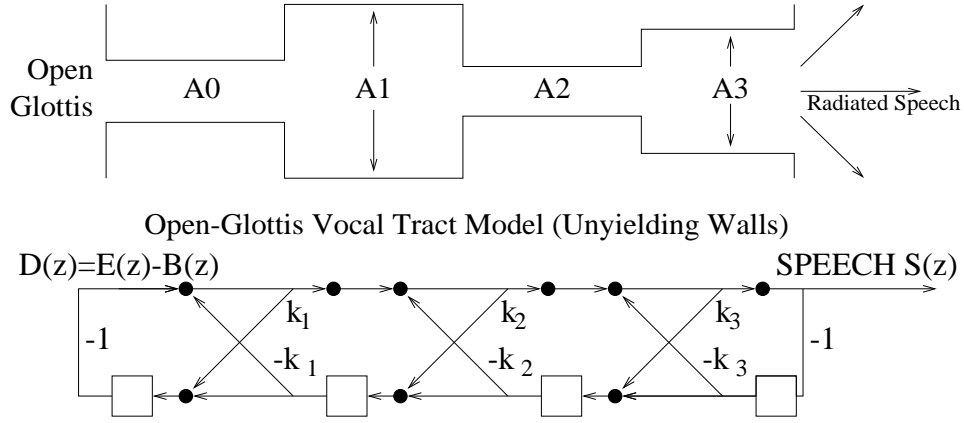 Open
Glottis
A0
A1
A2
A3
Radiated Speech
Open-Glottis Vocal Tract Model (Unyielding Walls)
D(z)=E(z)-B(z)
SPEECH S(z)
-1
k1
-k 1
k2
-k 2
k3
-k 3
-1